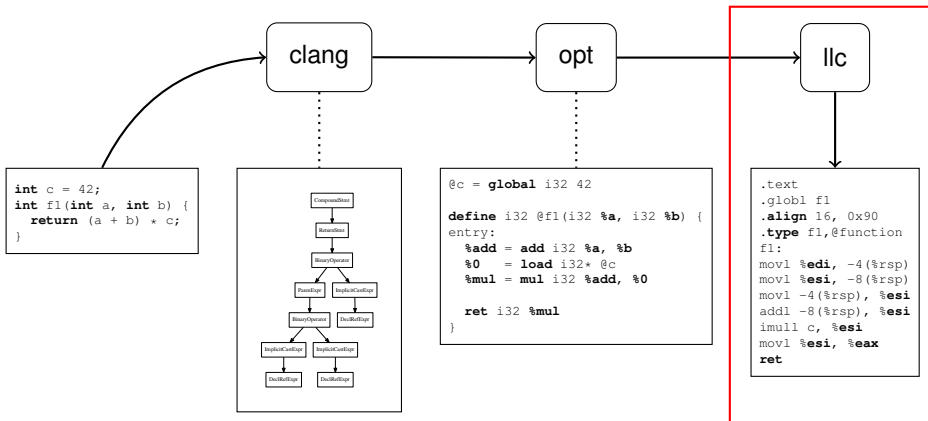 clang
opt
llc
int c = 42;
int f1(int a, int b) {
return (a + b) * c;
}
CompoundStmt
ReturnStmt
BinaryOperator
ParenExpr ImplicitCastExpr
BinaryOperator DeclRefExpr
ImplicitCastExpr ImplicitCastExpr
DeclRefExpr DeclRefExpr
@c = global i32 42
define i32 @f1(i32 %a, i32 %b) {
entry:
%add = add i32 %a, %b
%0 = load i32* @c
%mul = mul i32 %add, %0
ret i32 %mul
}
.text
.globl f1
.align 16, 0x90
.type f1,@function
f1:
movl %edi, -4(%rsp)
movl %esi, -8(%rsp)
movl -4(%rsp), %esi
addl -8(%rsp), %esi
imull c, %esi
movl %esi, %eax
ret